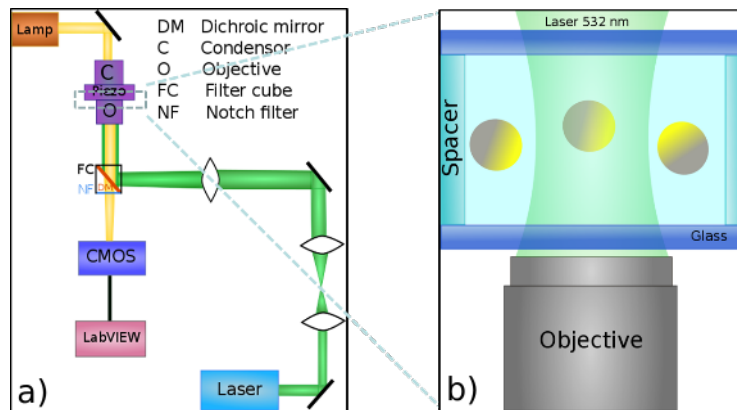 Lamp
DM Dichroic mirror
C Condensor
O Objective
FC Filter cube
NF Notch filter
C
Piezo
O
FC
NF
DM
CMOS
LabVIEW
Laser
a)
Laser 532 nm
Spacer
Glass
Objective
b)